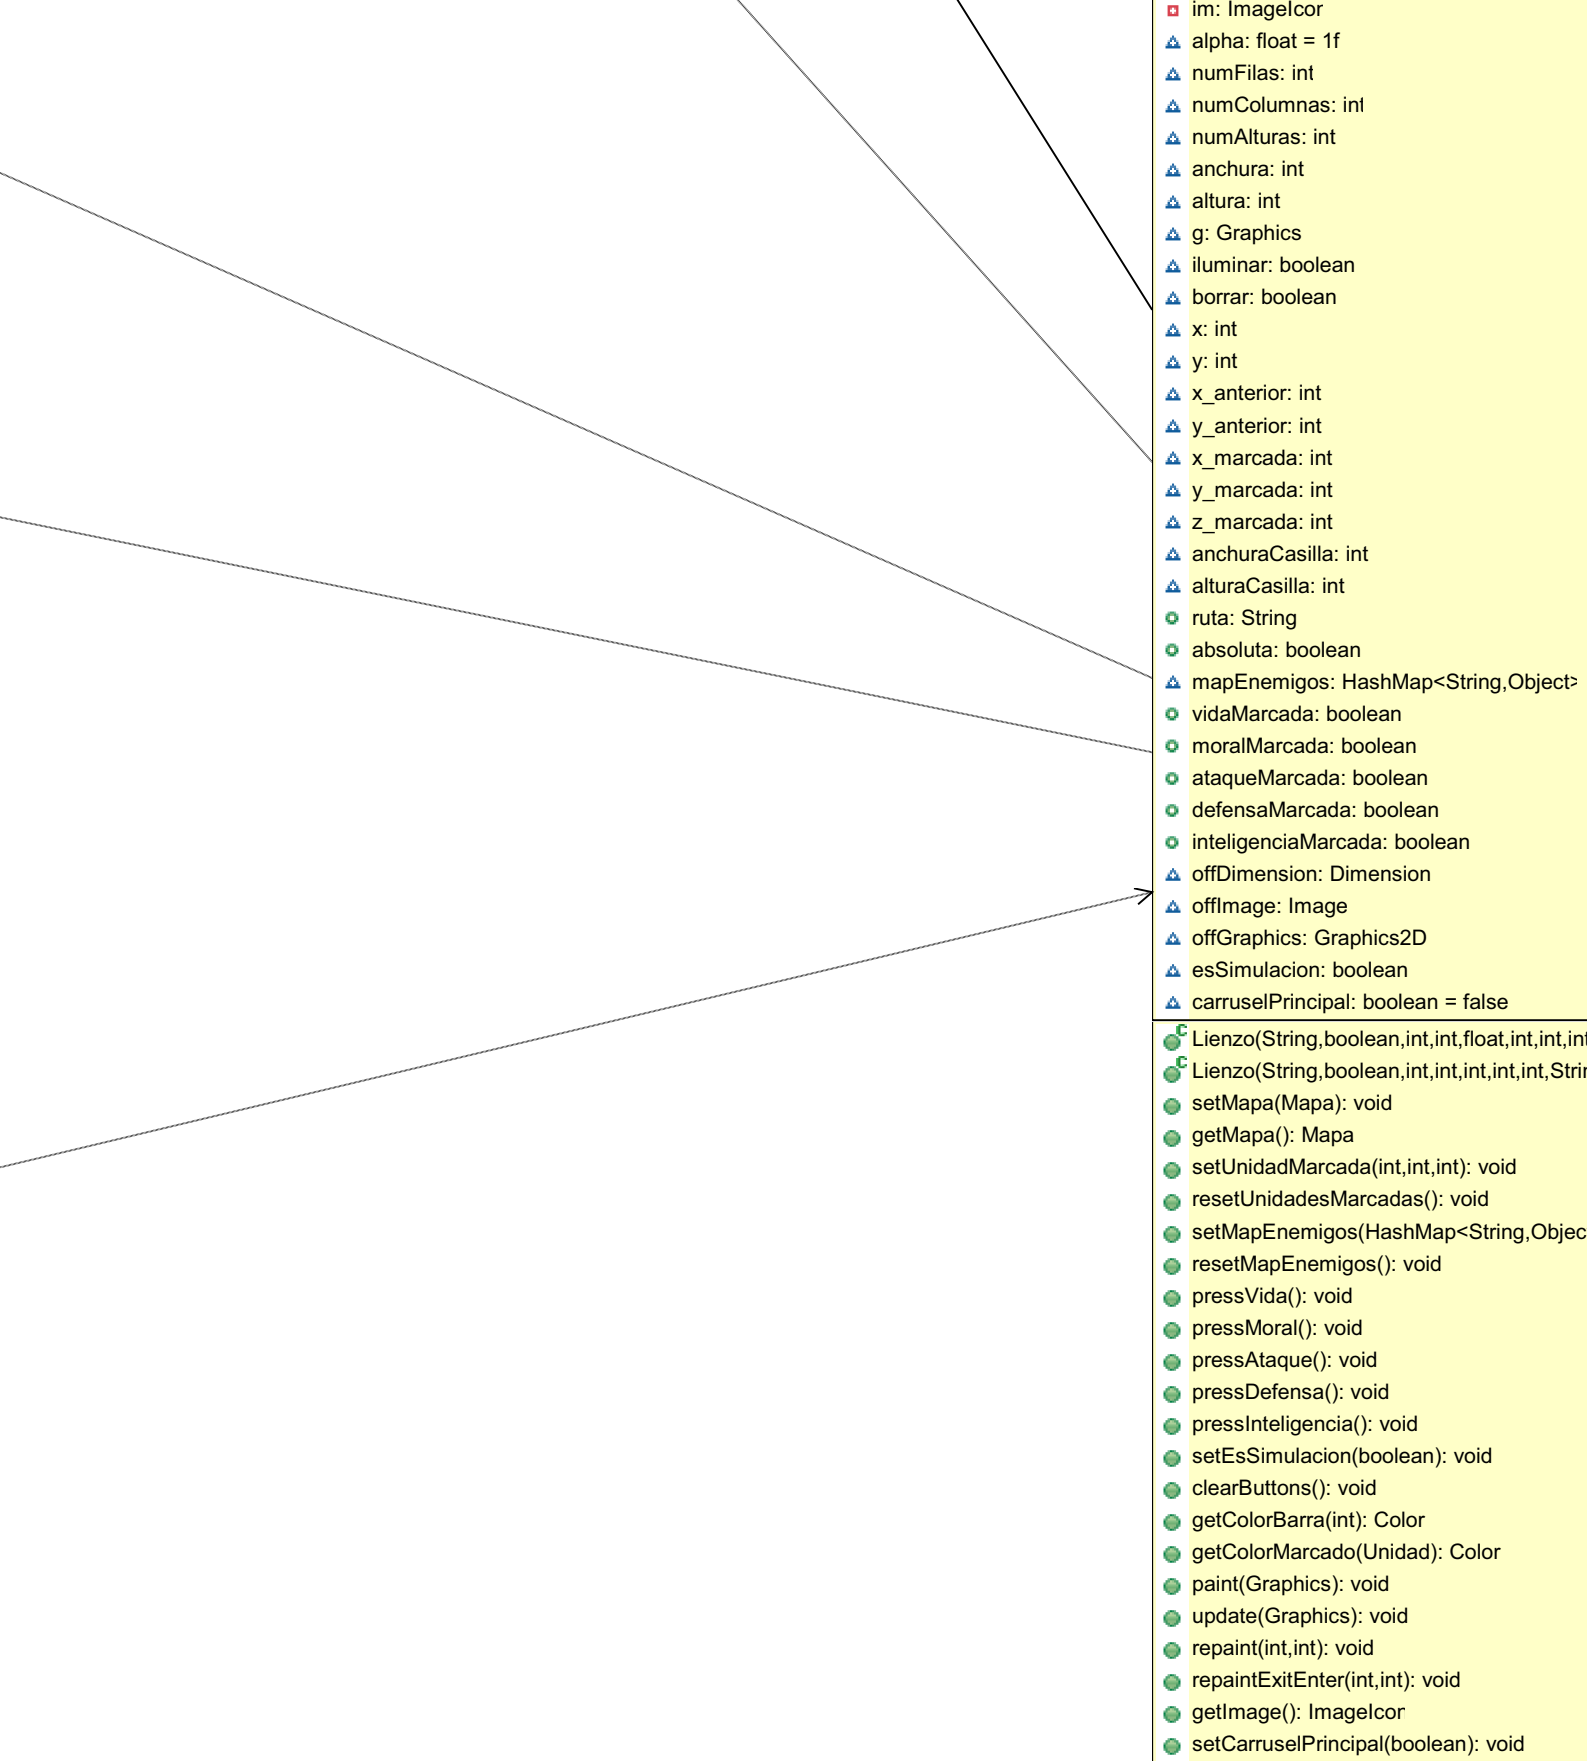 im: ImageIcor
alpha: float = 1f
numFilas: int
numColumnas: int
numAlturas: int
anchura: int
altura: int
g: Graphics
iluminar: boolean
borrar: boolean
x: int
y: int
x_anterior: int
y_anterior: int
x_marcada: int
y_marcada: int
z_marcada: int
anchuraCasilla: int
alturaCasilla: int
ruta: String
absoluta: boolean
mapEnemigos: HashMap<String,Object>
vidaMarcada: boolean
moralMarcada: boolean
ataqueMarcada: boolean
defensaMarcada: boolean
inteligenciaMarcada: boolean
offDimension: Dimension
offImage: Image
offGraphics: Graphics2D
esSimulacion: boolean
carruselPrincipal: boolean = false
Lienzo(String,boolean,int,int,float,int,int,int
Lienzo(String,boolean,int,int,int,int,int,Strin
setMapa(Mapa): void
getMapa(): Mapa
setUnidadMarcada(int,int,int): void
resetUnidadesMarcadas(): void
setMapEnemigos(HashMap<String,Objec
resetMapEnemigos(): void
pressVida(): void
pressMoral(): void
pressAtaque(): void
pressDefensa(): void
pressInteligencia(): void
setEsSimulacion(boolean): void
clearButtons(): void
getColorBarra(int): Color
getColorMarcado(Unidad): Color
paint(Graphics): void
update(Graphics): void
repaint(int,int): void
repaintExitEnter(int,int): void
getImage(): ImageIcor
setCarruselPrincipal(boolean): void